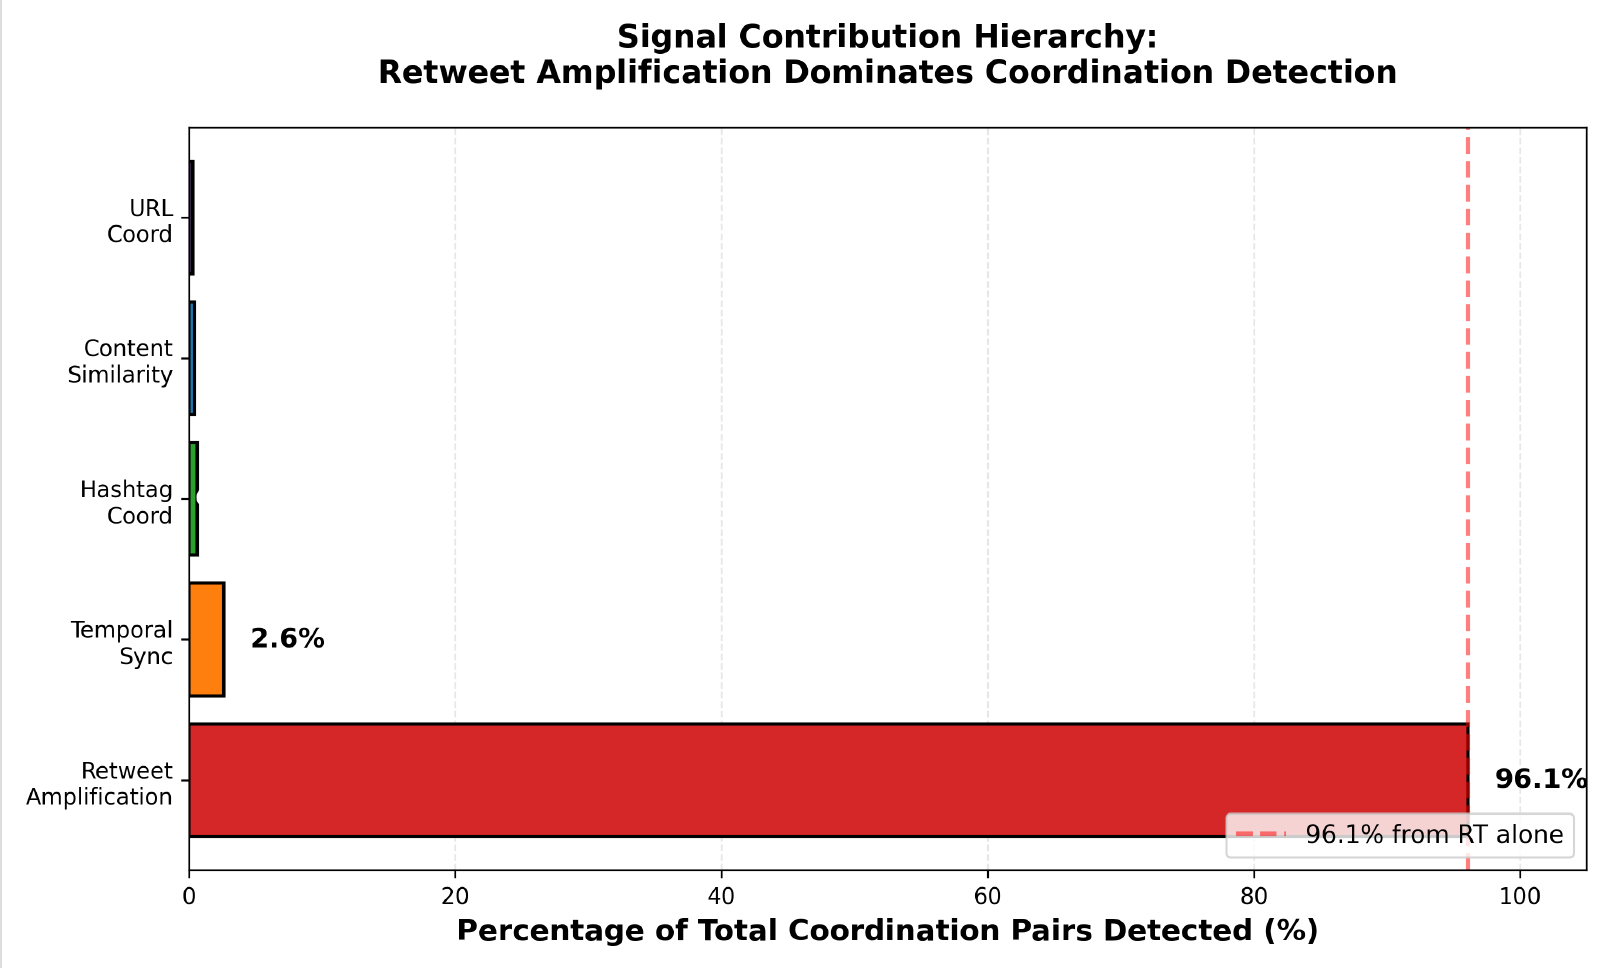 Signal Contribution Hierarchy:
Retweet Amplification Dominates Coordination Detection
URL
Coord
Content
Similarity
Hashtag
Coord
Temporal
Sync
2.6%
Retweet
Amplification
96.1%
96.1% from RT alone
0 20 40 60 80 100
Percentage of Total Coordination Pairs Detected (%)